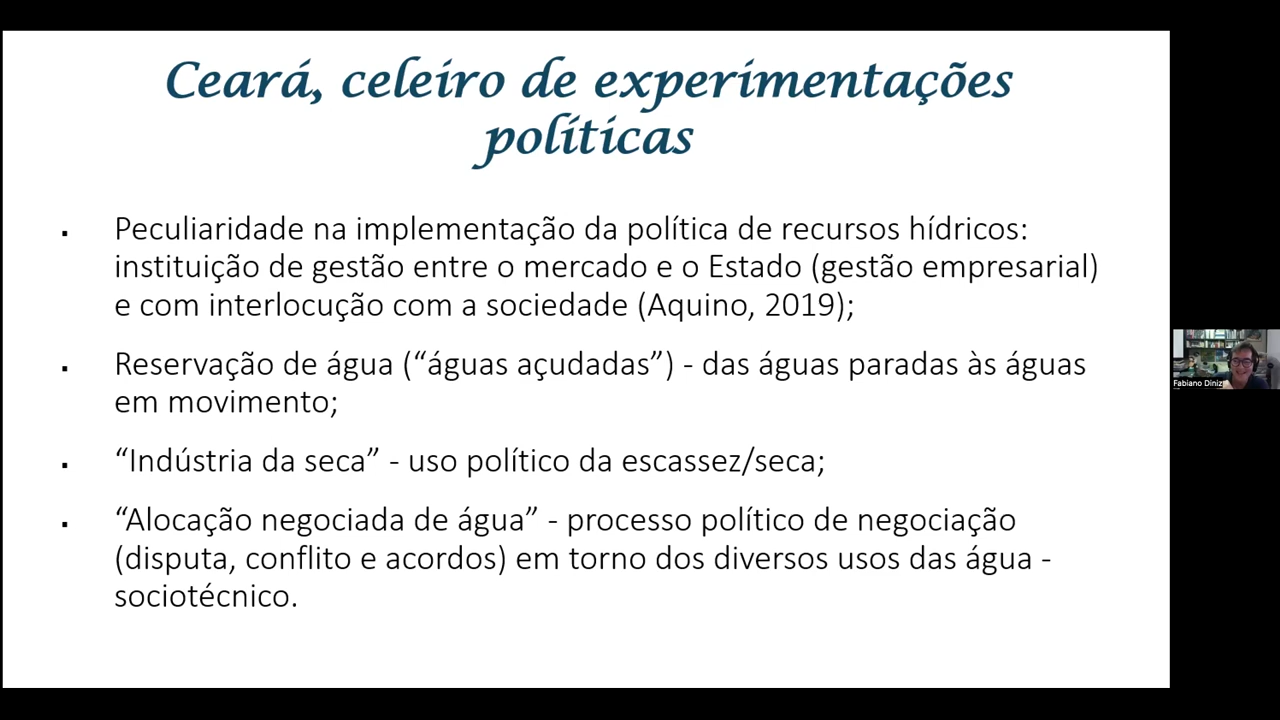 Ceará, celeiro de experimentações
políticas
▪ Peculiaridade na implementação da política de recursos hídricos:
instituição de gestão entre o mercado e o Estado (gestão empresarial)
e com interlocução com a sociedade (Aquino, 2019);
▪ Reservação de água (“águas açudadas”) - das águas paradas às águas
em movimento;
▪ “Indústria da seca” - uso político da escassez/seca;
▪ “Alocação negociada de água” - processo político de negociação
(disputa, conflito e acordos) em torno dos diversos usos das água -
sociotécnico.
Fabiano Diniz